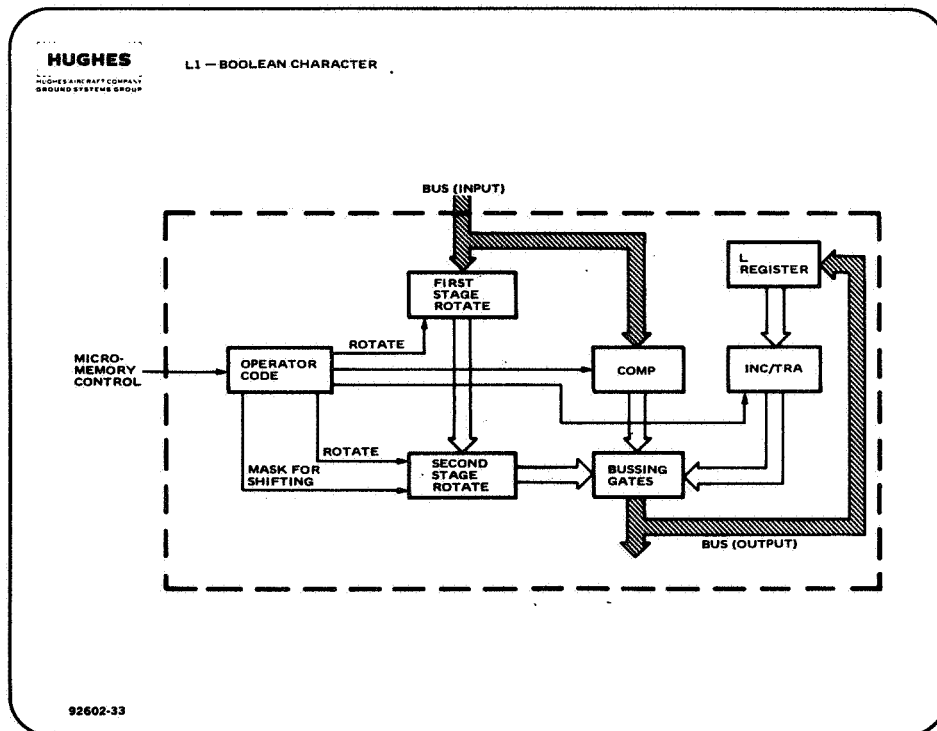 HUGHES
HUGHES AIRCRAFT COMPANY
GROUND SYSTEMS GROUP
L1 — BOOLEAN CHARACTER
BUS (INPUT)
L
REGISTER
FIRST
STAGE
ROTATE
ROTATE
MICRO-
MEMORY
CONTROL
OPERATOR
CODE
COMP
INC/TRA
ROTATE
MASK FOR
SHIFTING
SECOND
STAGE
ROTATE
BUSSING
GATES
BUS (OUTPUT)
92602-33